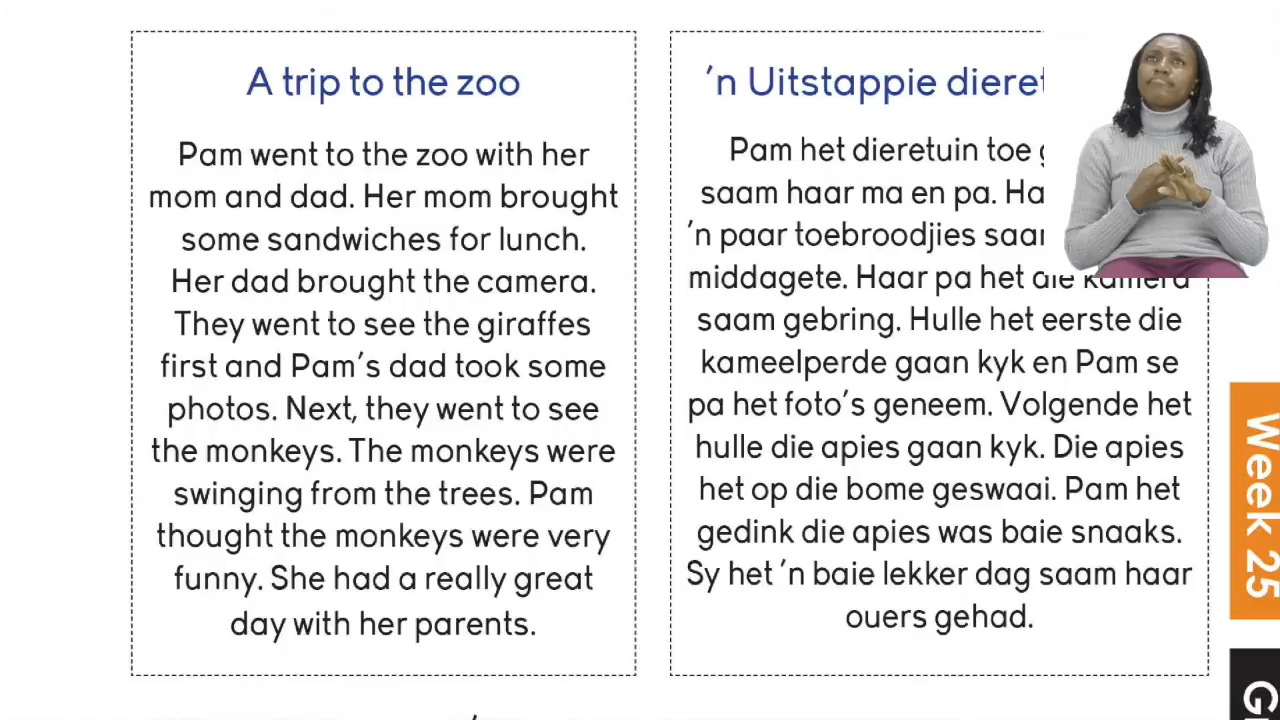 A trip to the zoo
Pam went to the zoo with her
mom and dad. Her mom brought
some sandwiches for lunch.
Her dad brought the camera.
They went to see the giraffes
first and Pam's dad took some
photos. Next, they went to see
the monkeys. The monkeys were
swinging from the trees. Pam
thought the monkeys were very
funny. She had a really great
day with her parents.
'n Uitstappie
Pam het dieretuin toe
saam haar ma en pa.
'n paar toebroodjies
middagete. Haar pa het die kamera
saam gebring. Hulle het eerste die
kameelperde gaan kyk en Pam se
pa het foto's geneem. Volgende het
hulle die apies gaan kyk. Die apies
het op die bome geswaai. Pam het
gedink die apies was baie snaaks.
Sy het 'n baie lekker dag saam haar
ouers gehad.
Week 25